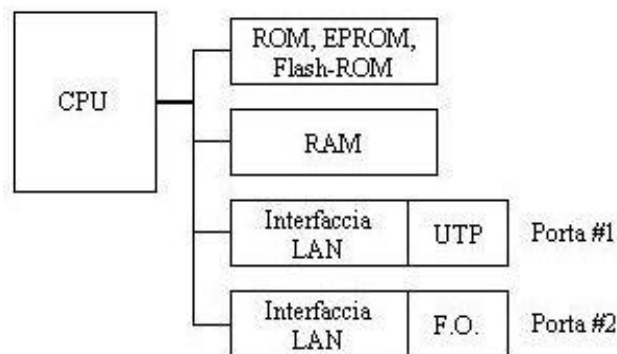 CPU
ROM, EPROM,
Flash-ROM
RAM
Interfaccia
LAN
UTP
Porta #1
Interfaccia
LAN
F.O.
Porta #2